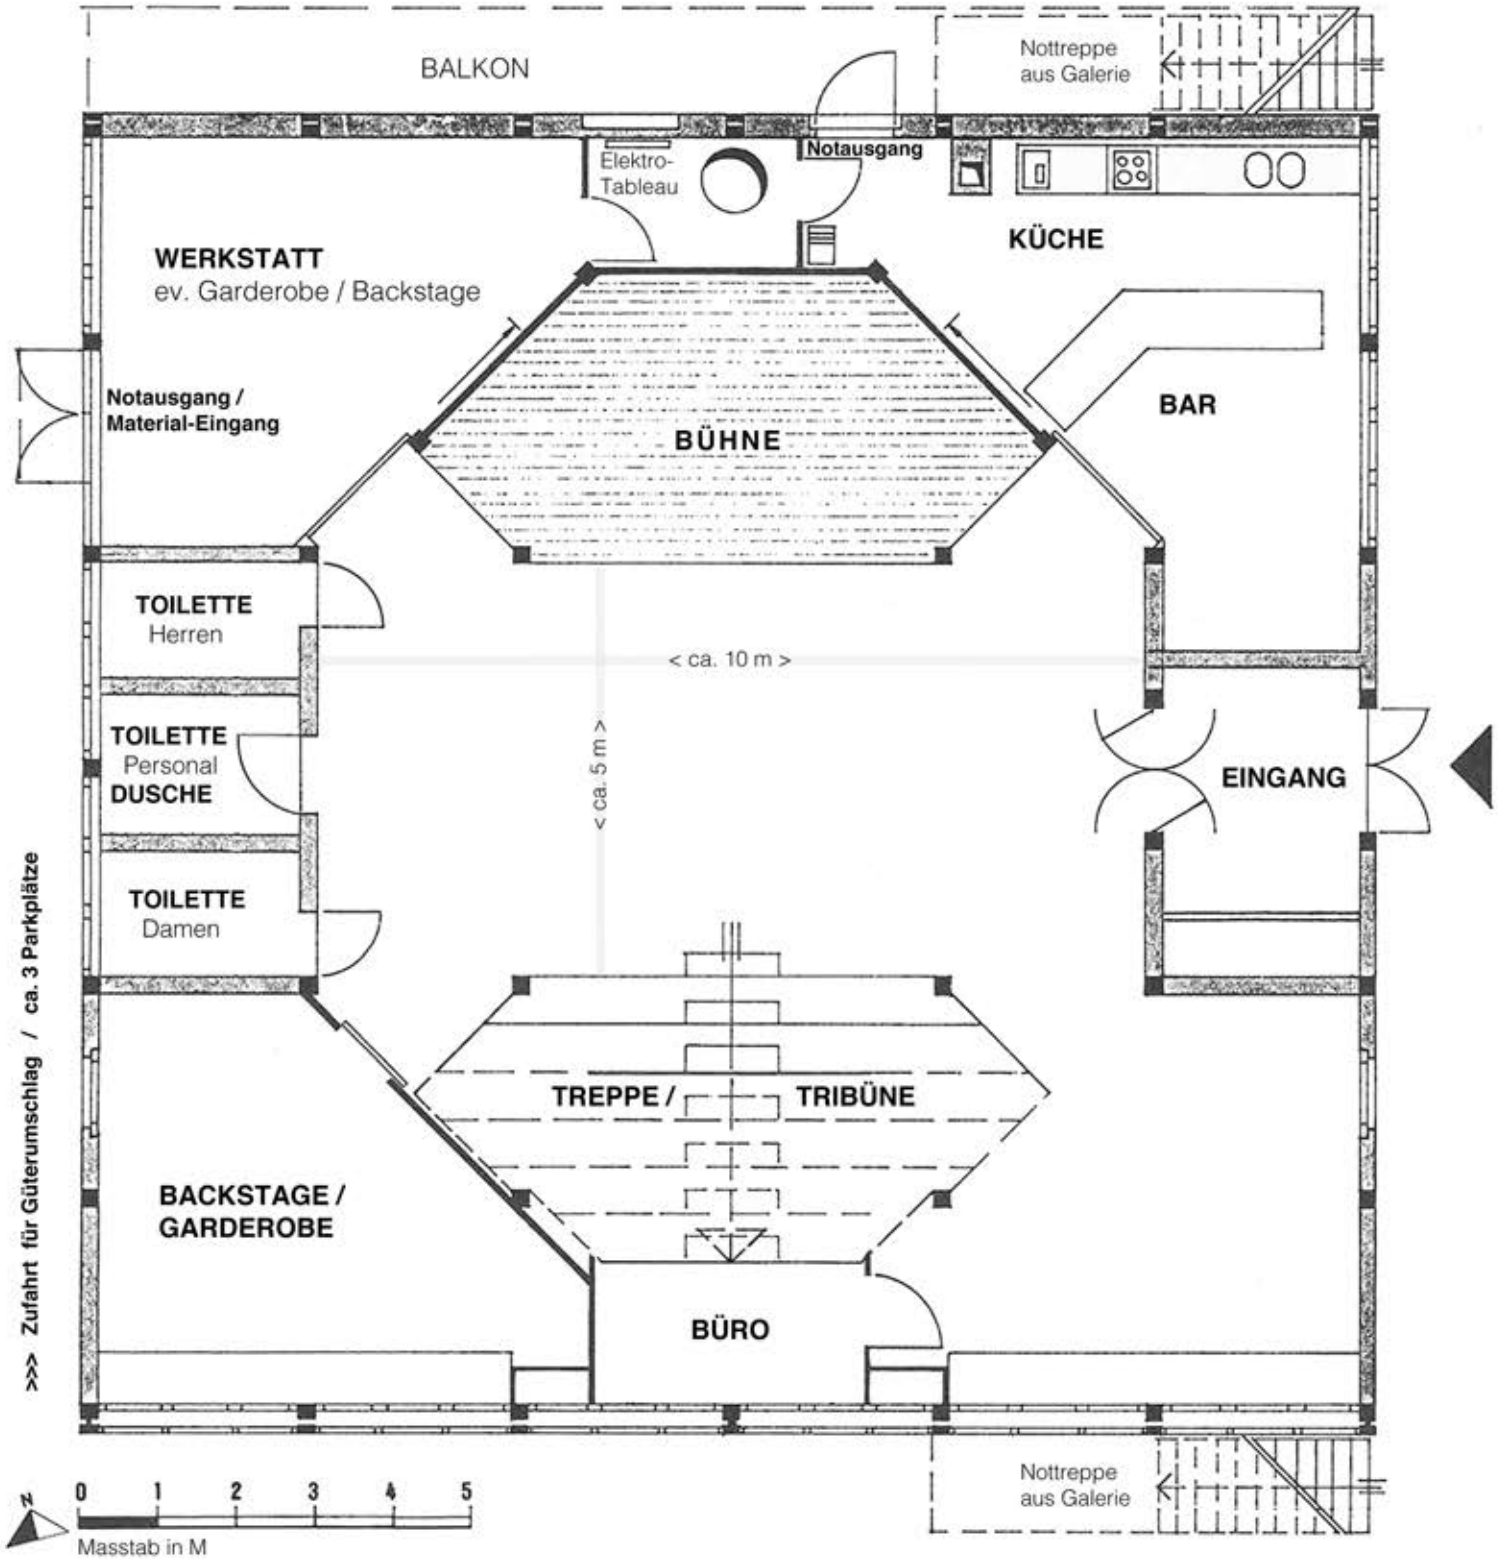 BALKON
Nottreppe
aus Galerie
Notausgang
Elektro-
Tableau
WERKSTATT
ev. Garderobe / Backstage
KÜCHE
Notausgang /
Material-Eingang
BÜHNE
BAR
TOILETTE
Herren
< ca. 10 m >
TOILETTE
Personal
DUSCHE
< ca. 5 m >
EINGANG
TOILETTE
Damen
>>> Zufahrt für Güterumschlag / ca. 3 Parkplätze
TREPPE / TRIBÜNE
BACKSTAGE /
GARDEROBE
BÜRO
Nottreppe
aus Galerie
N
0 1 2 3 4 5
Masstab in M